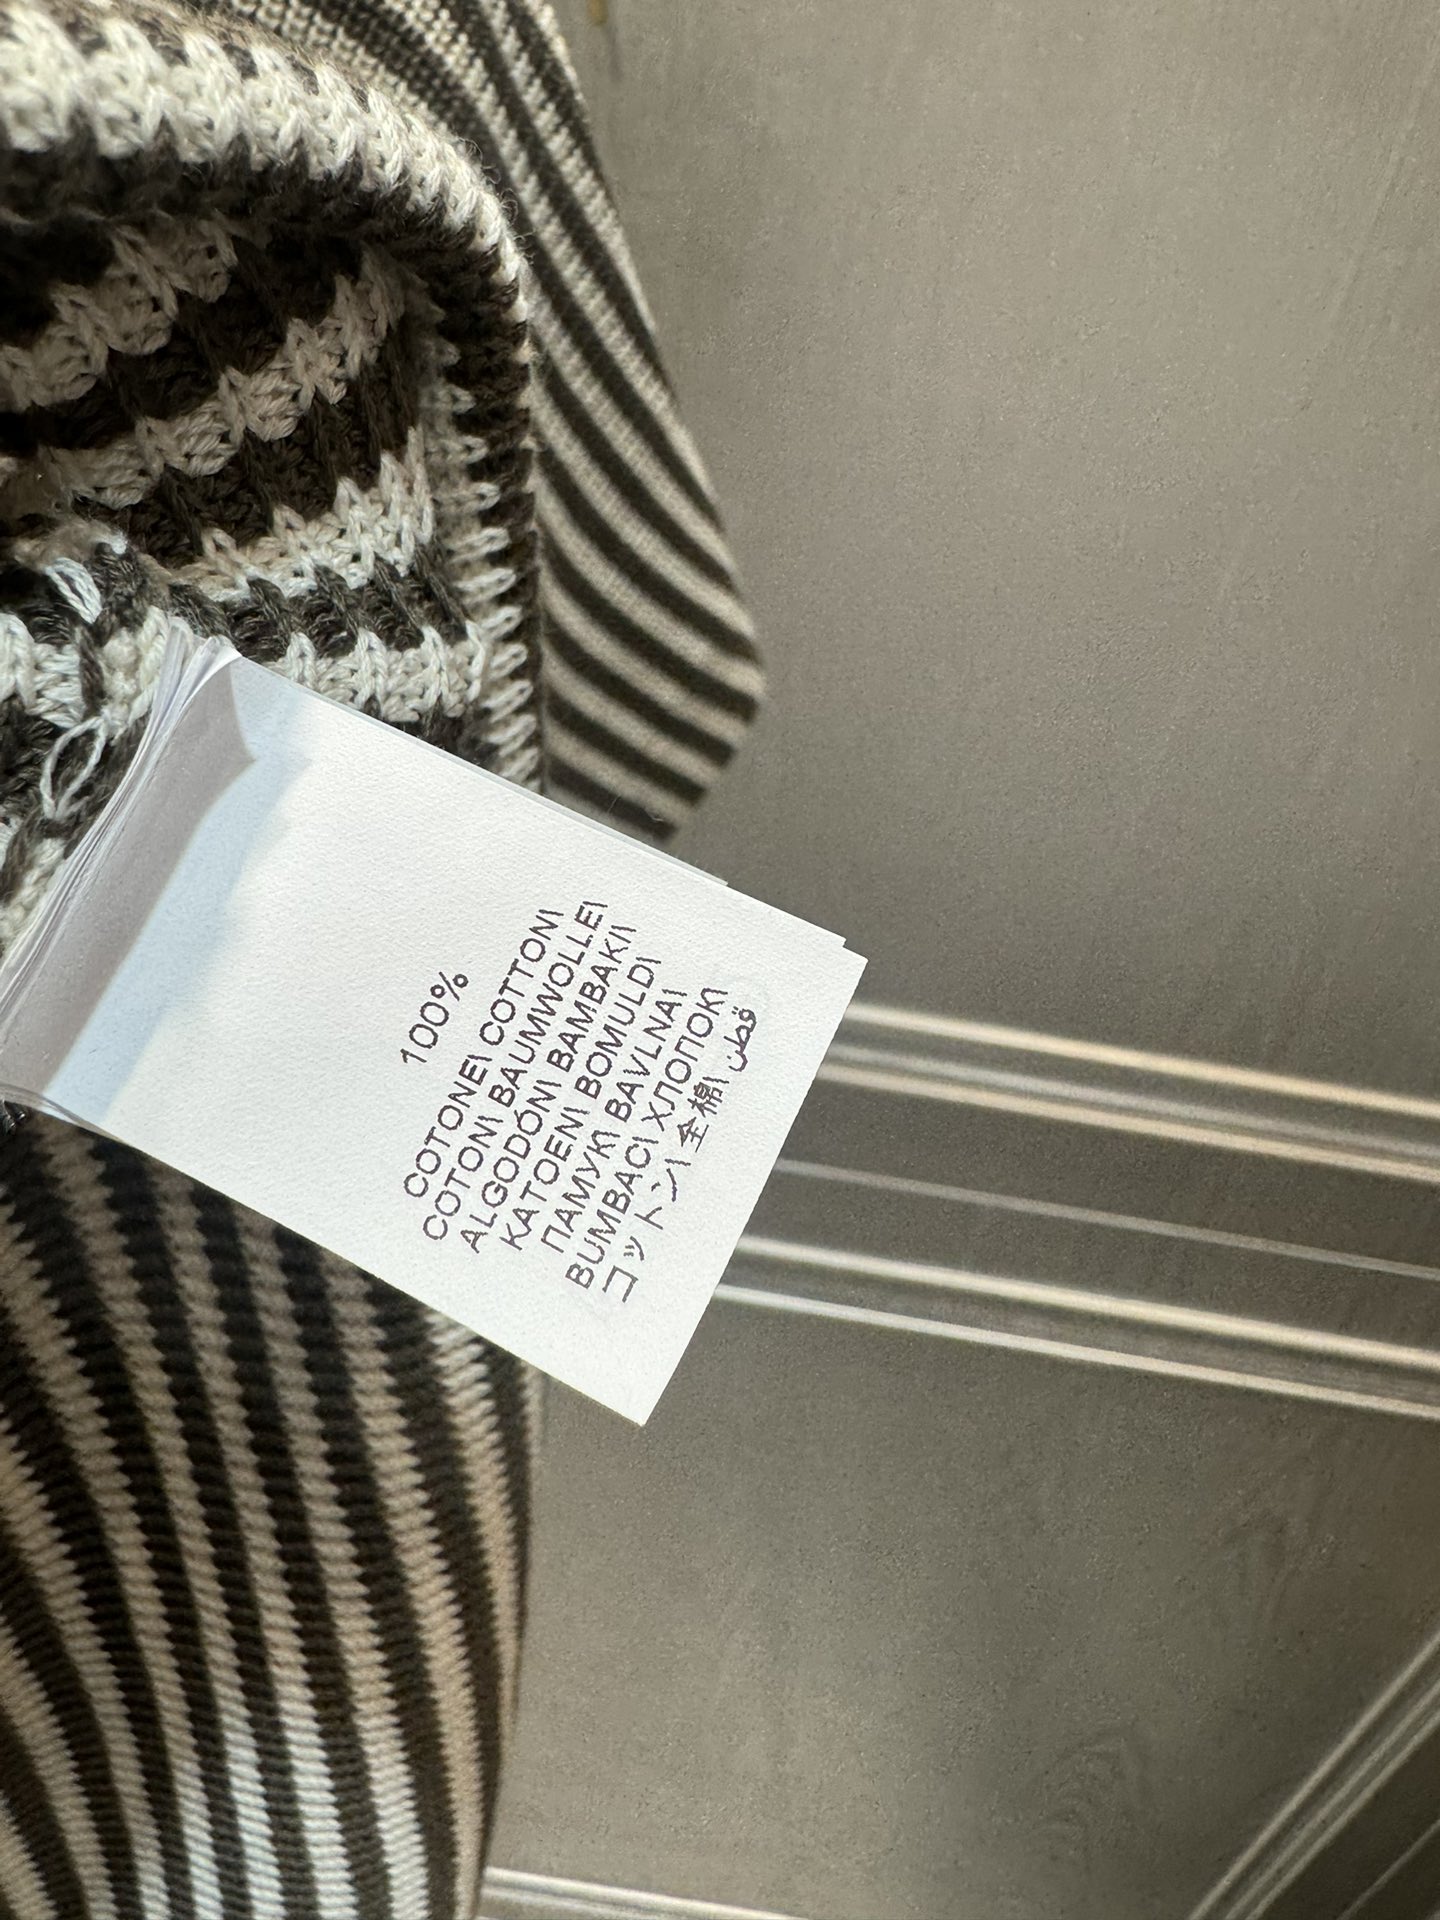 100%
COTONE\ COTTON\
COTON\ BAUMWOLLE\
ALGODÓN\ BAMBAKI\
KATOEN\ BOMULD\
ΠΑΜΥΚ\ BAVLNA\
BUMBAC\ ХЛОПОК\
コットン\ 全棉\ قطن